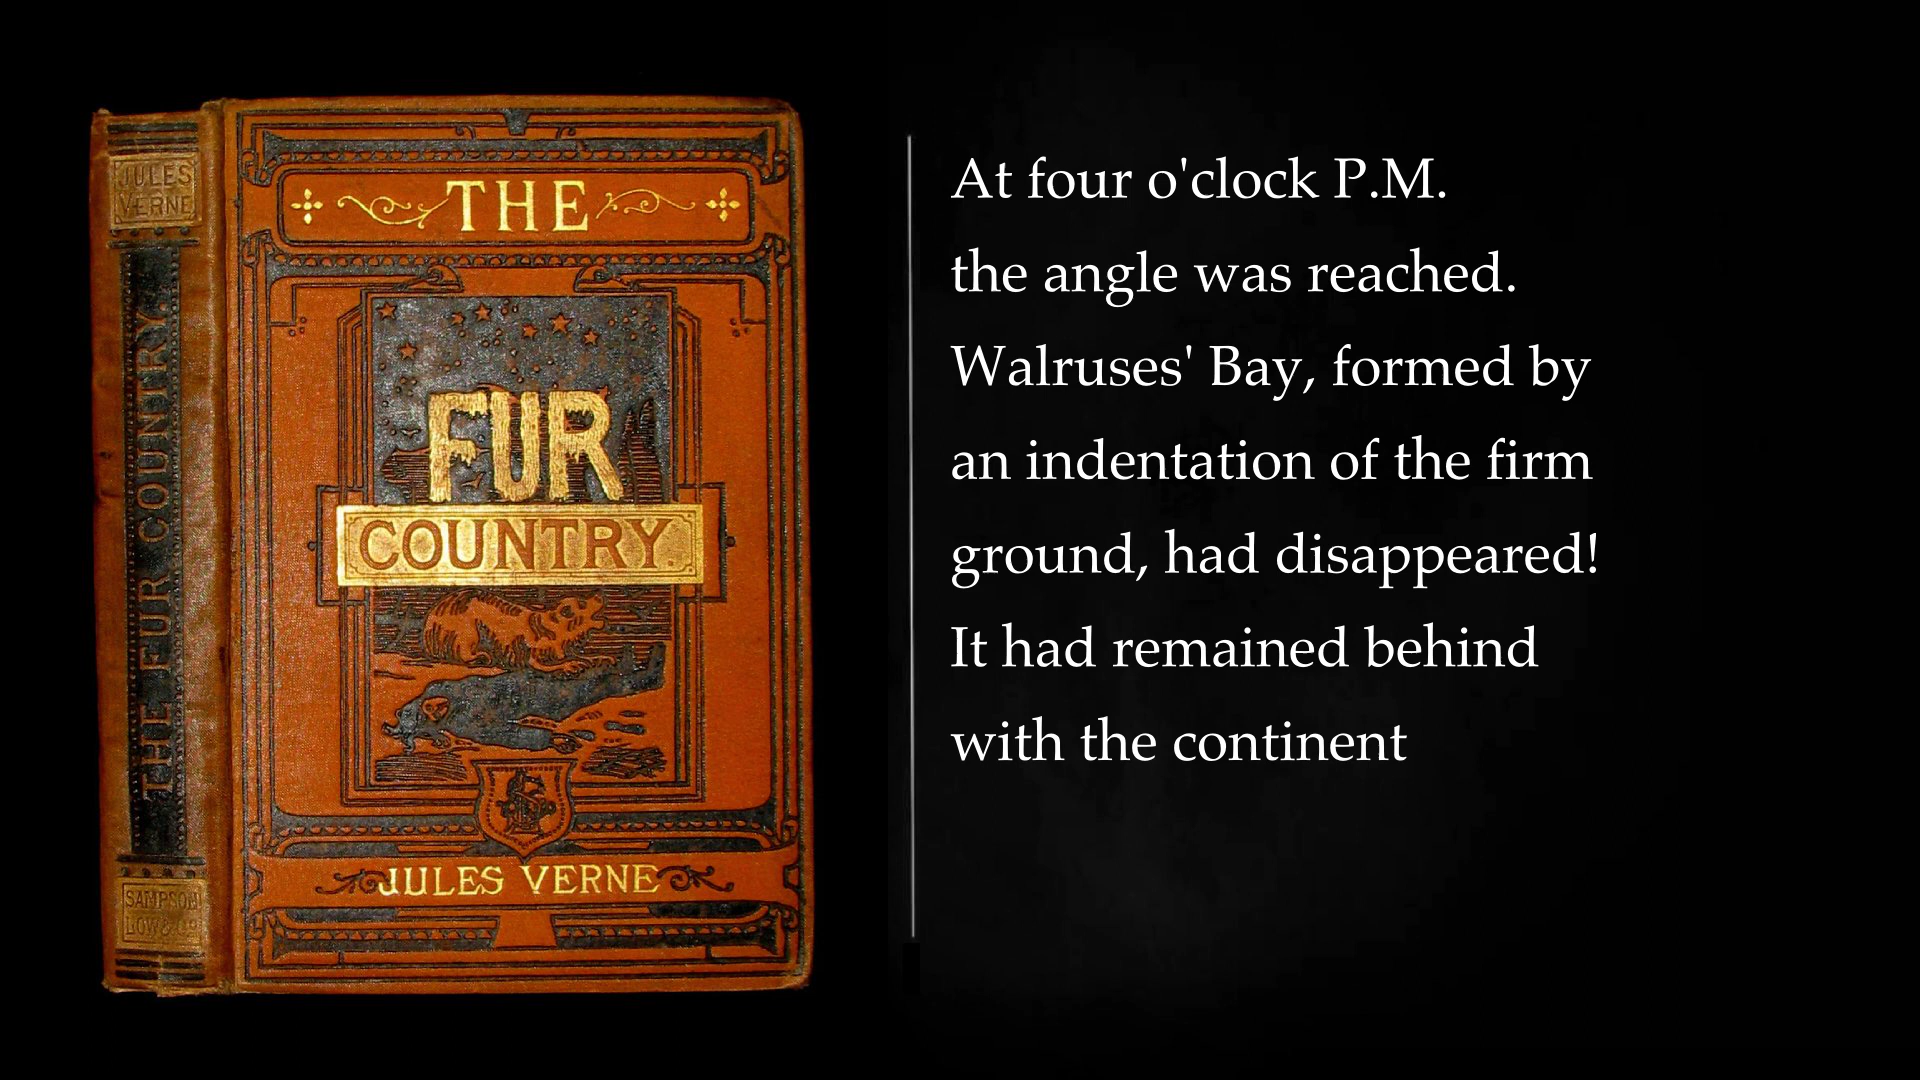 JULES
VERNE
THE FUR COUNTRY.
SAMPSON
LOW & Co
THE
FUR
COUNTRY.
JULES VERNE
At four o'clock P.M.
the angle was reached.
Walruses' Bay, formed by
an indentation of the firm
ground, had disappeared!
It had remained behind
with the continent